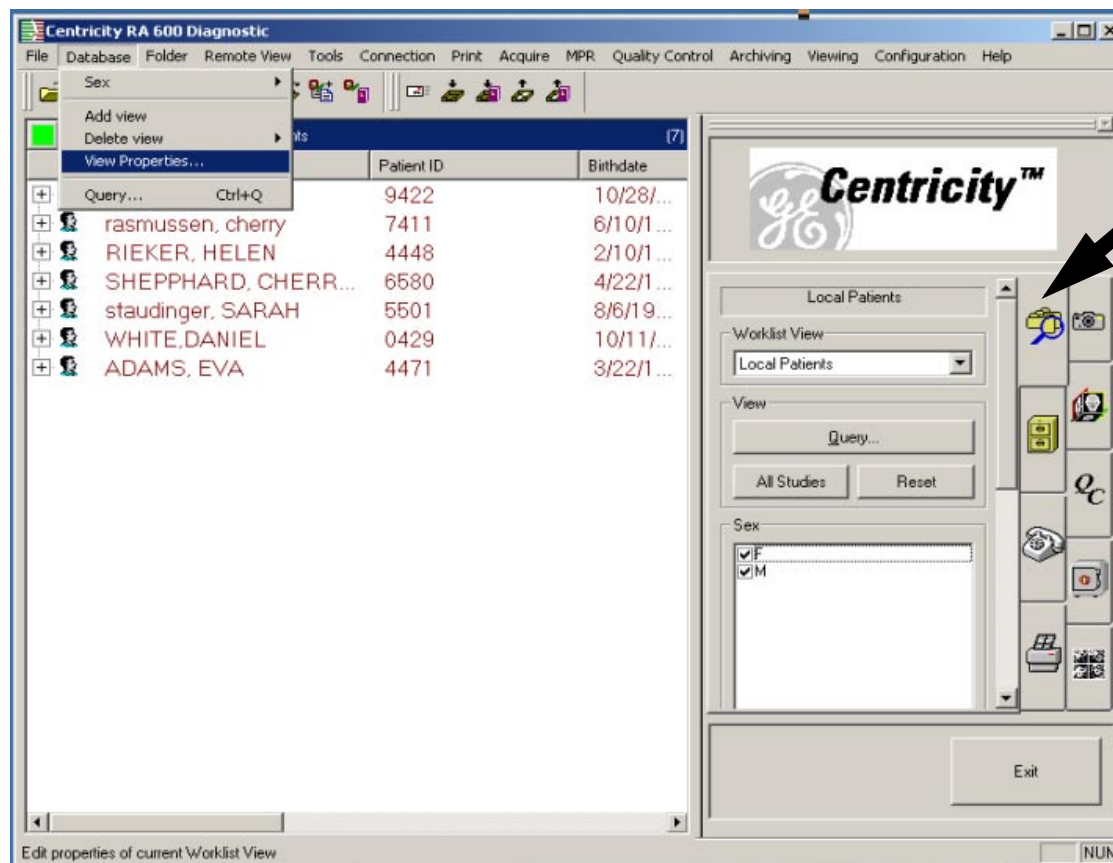 Centricity RA 600 Diagnostic
File Database Folder Remote View Tools Connection Print Acquire MPR Quality Control Archiving Viewing Configuration Help
Sex
Add view
Delete view
View Properties...
Query... Ctrl+Q
(7)
Patient ID Birthdate
9422 10/28/...
rasmussen, cherry 7411 6/10/1...
RIEKER, HELEN 4448 2/10/1...
SHEPPHARD, CHERR... 6580 4/22/1...
staudinger, SARAH 5501 8/6/19...
WHITE,DANIEL 0429 10/11/...
ADAMS, EVA 4471 3/22/1...
GE Centricity™
Local Patients
Worklist View
Local Patients
View
Query...
All Studies Reset
Sex
F
M
QC
Exit
Edit properties of current Worklist View
NUM